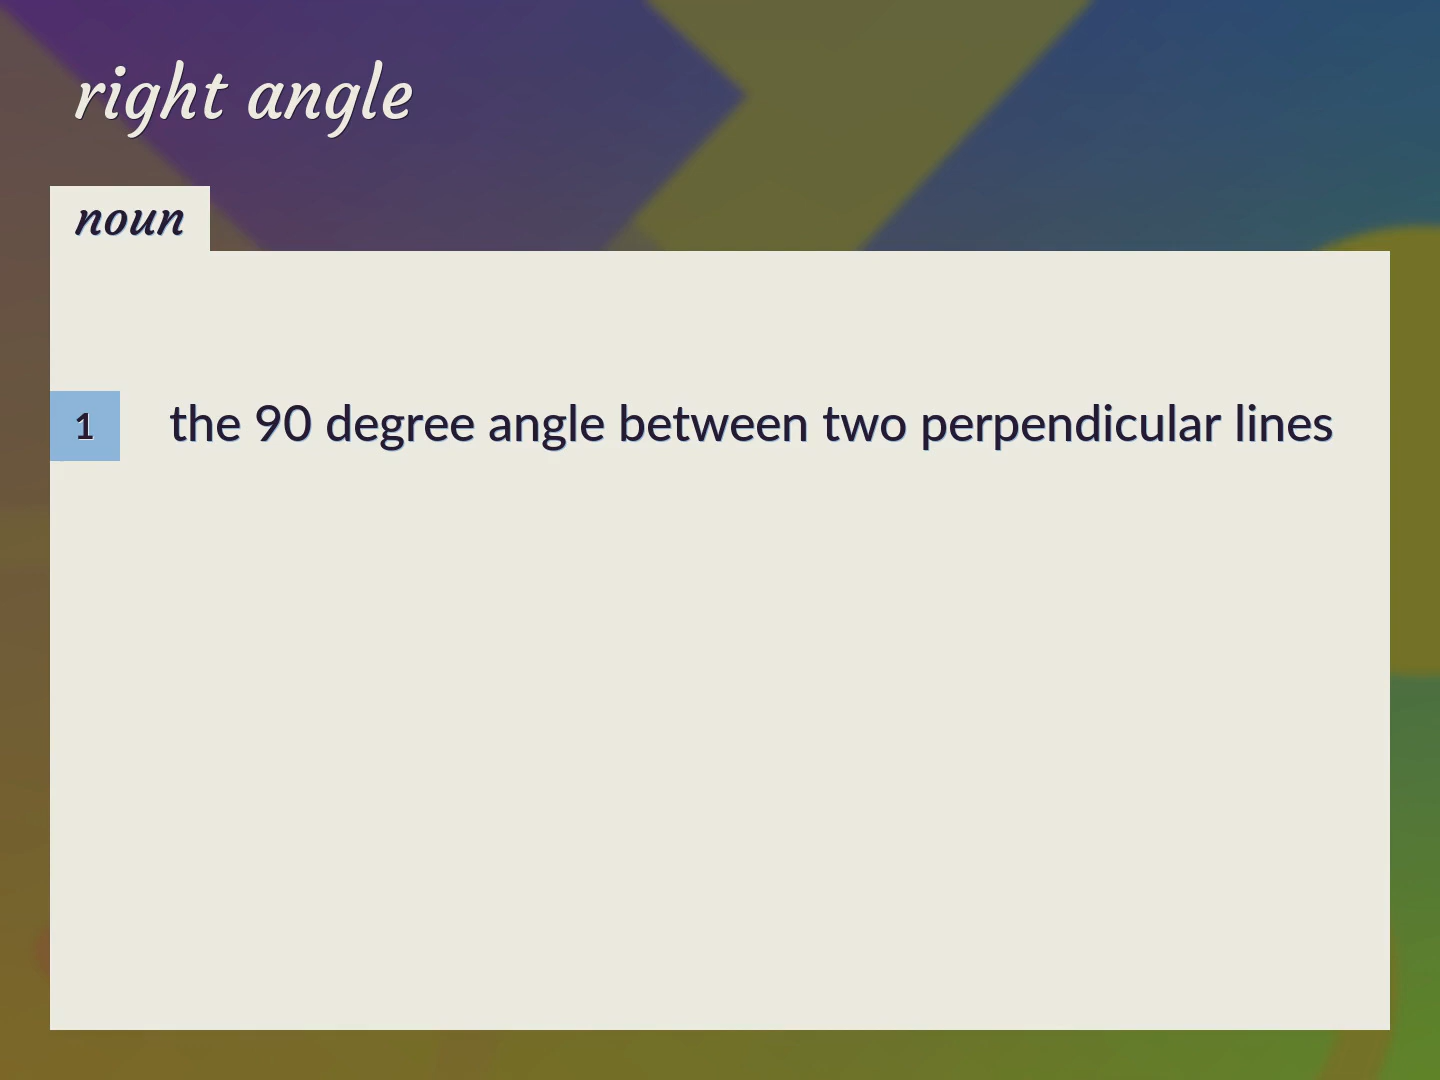 right angle
noun
1 the 90 degree angle between two perpendicular lines